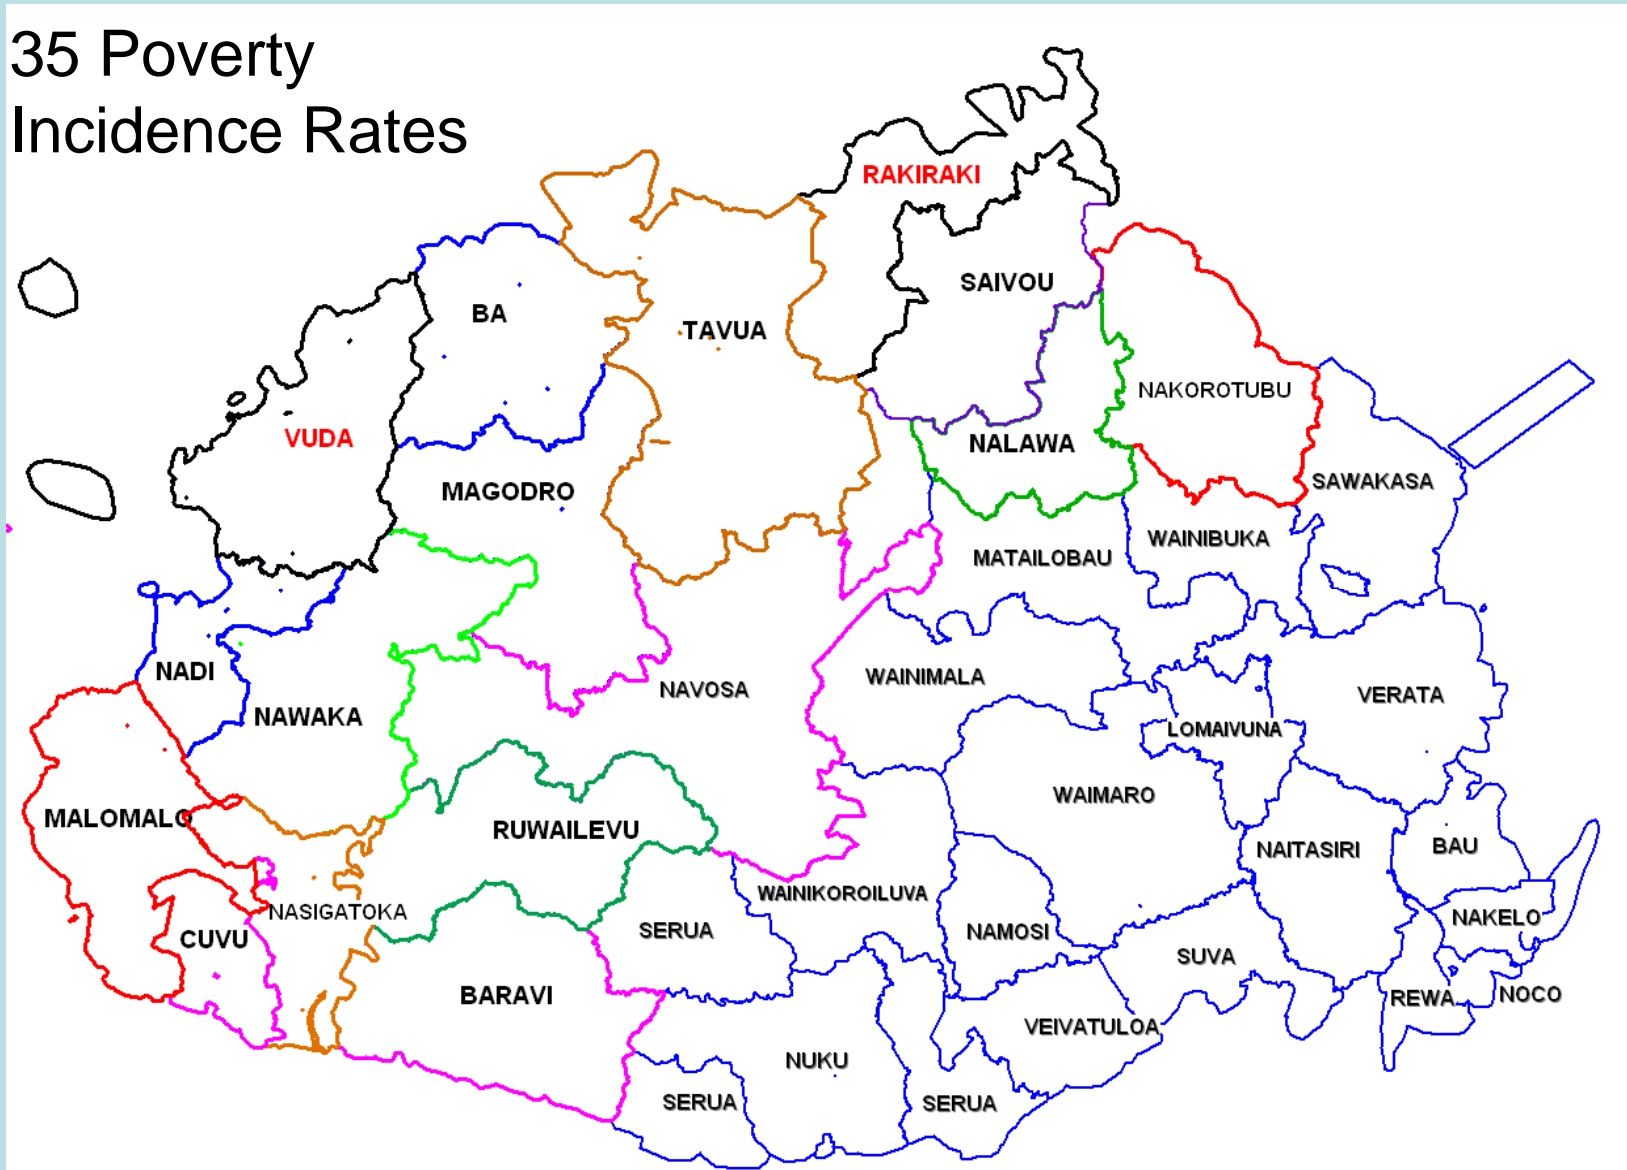 35 Poverty
Incidence Rates
RAKIRAKI
SAIVOU
BA
TAVUA
NAKOROTUBU
VUDA
NALAWA
MAGODRO
SAWAKASA
WAINIBUKA
MATAILOBAU
NADI
WAINIMALA
NAVOSA
VERATA
NAWAKA
LOMAIVUNA
WAIMARO
MALOMALO
RUWAILEVU
NAITASIRI
BAU
WAINIKOROILUVA
NASIGATOKA
NAKELO
SERUA
NAMOSI
CUVU
SUVA
BARAVI
REWA
NOCO
VEIVATULOA
NUKU
SERUA
SERUA